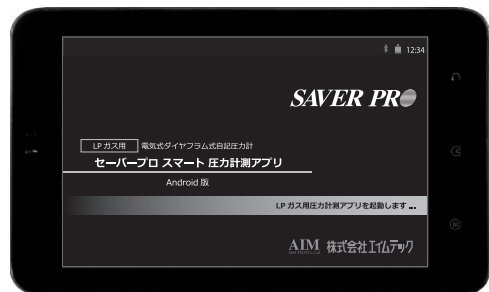 12:34
SAVER PRO
LPガス用 電気式ダイヤフラム式自記圧力計
セーバープロ スマート 圧力計測アプリ
Android 版
LPガス用圧力計測アプリを起動します ...
AIM 株式会社エイムテック